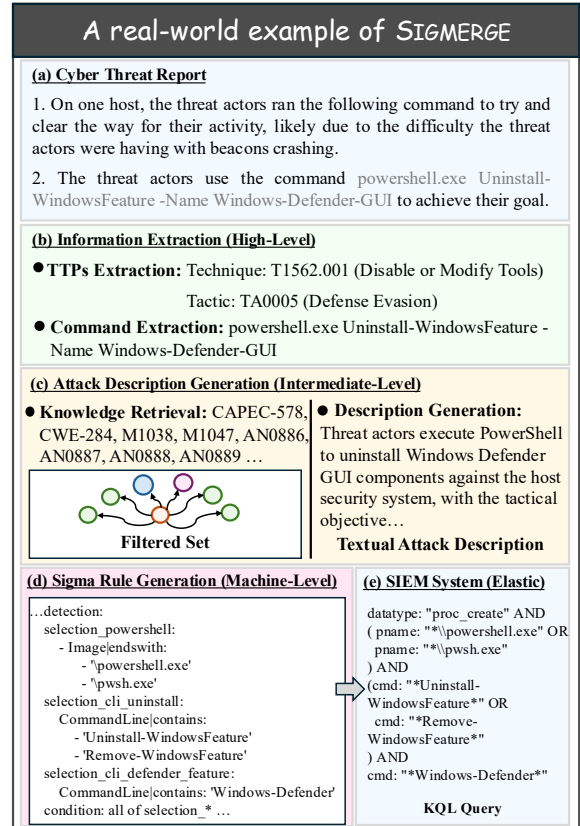 A real-world example of SIGMERGE
(a) Cyber Threat Report
1. On one host, the threat actors ran the following command to try and
clear the way for their activity, likely due to the difficulty the threat
actors were having with beacons crashing.
2. The threat actors use the command powershell.exe Uninstall-
WindowsFeature -Name Windows-Defender-GUI to achieve their goal.
(b) Information Extraction (High-Level)
● TTPs Extraction: Technique: T1562.001 (Disable or Modify Tools)
Tactic: TA0005 (Defense Evasion)
● Command Extraction: powershell.exe Uninstall-WindowsFeature -
Name Windows-Defender-GUI
(c) Attack Description Generation (Intermediate-Level)
● Knowledge Retrieval: CAPEC-578,
CWE-284, M1038, M1047, AN0886,
AN0887, AN0888, AN0889 …
Filtered Set
● Description Generation:
Threat actors execute PowerShell
to uninstall Windows Defender
GUI components against the host
security system, with the tactical
objective…
Textual Attack Description
(d) Sigma Rule Generation (Machine-Level)
…detection:
selection_powershell:
- Image|endswith:
- '\powershell.exe'
- '\pwsh.exe'
selection_cli_uninstall:
CommandLine|contains:
- 'Uninstall-WindowsFeature'
- 'Remove-WindowsFeature'
selection_cli_defender_feature:
CommandLine|contains: 'Windows-Defender'
condition: all of selection_* …
(e) SIEM System (Elastic)
datatype: "proc_create" AND
( pname: "*\\powershell.exe" OR
pname: "*\\pwsh.exe"
) AND
(cmd: "*Uninstall-
WindowsFeature*" OR
cmd: "*Remove-
WindowsFeature*"
) AND
cmd: "*Windows-Defender*"
KQL Query